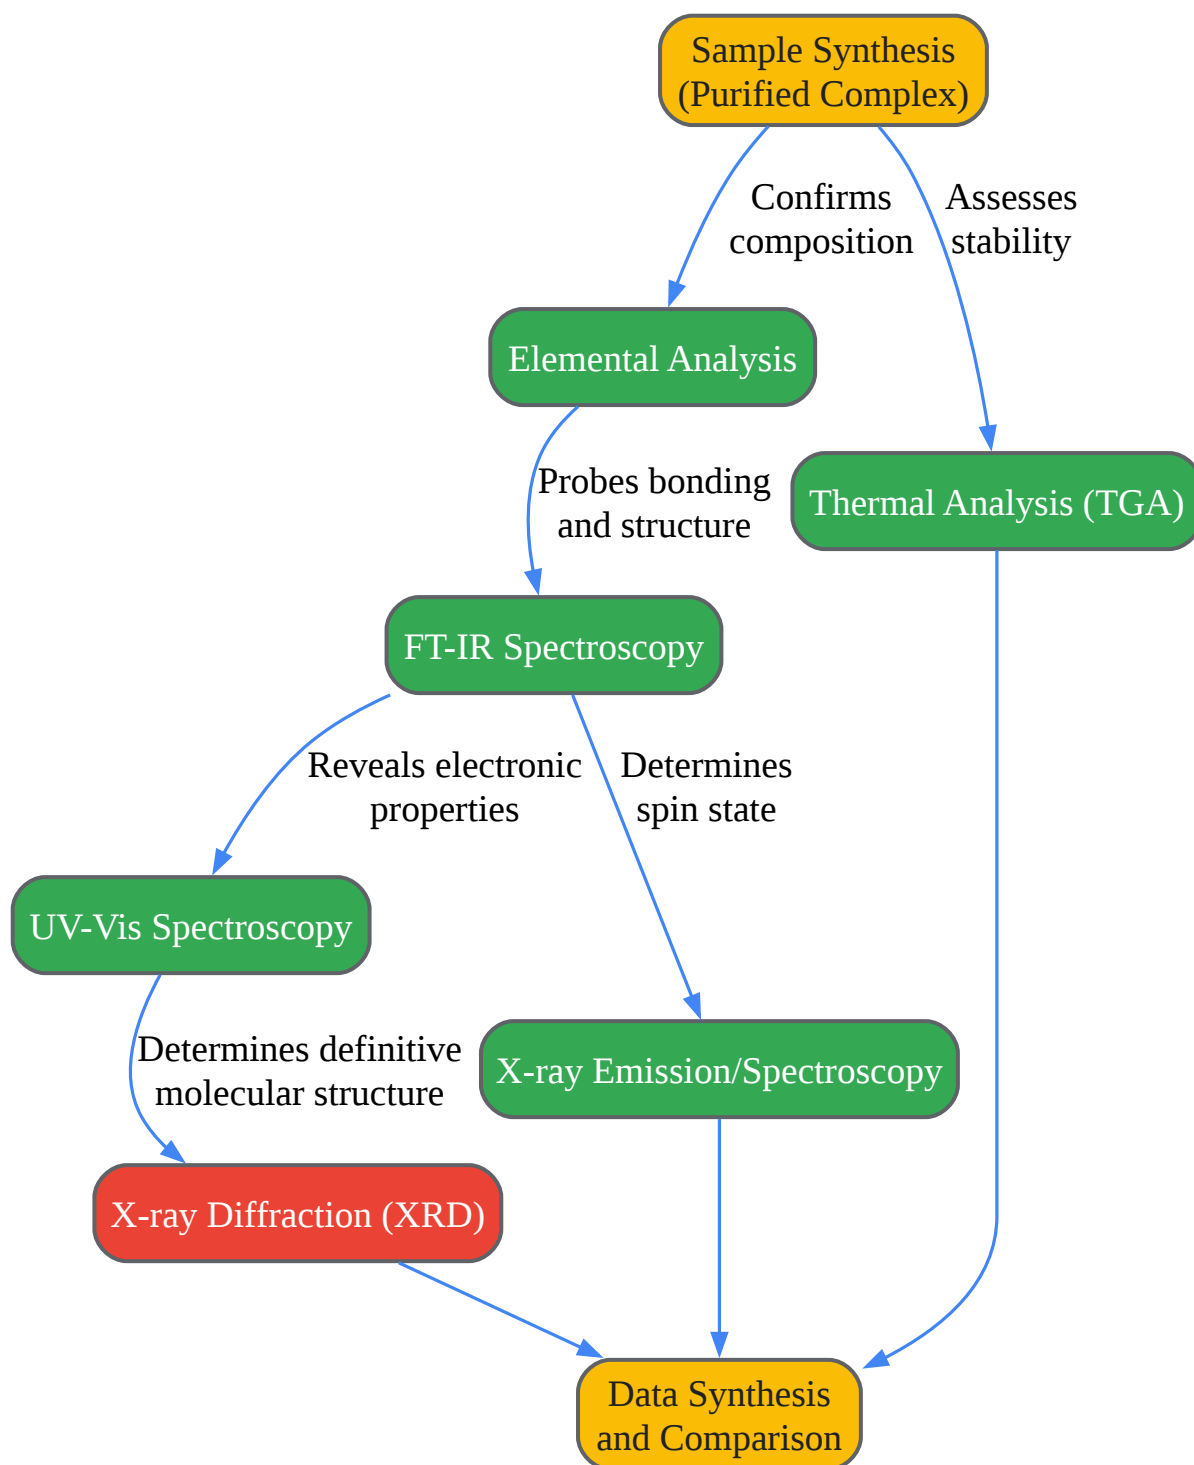 Sample Synthesis
(Purified Complex)
Confirms
composition
Assesses
stability
Elemental Analysis
Probes bonding
and structure
Thermal Analysis (TGA)
FT-IR Spectroscopy
Reveals electronic
properties
Determines
spin state
UV-Vis Spectroscopy
Determines definitive
molecular structure
X-ray Emission/Spectroscopy
X-ray Diffraction (XRD)
Data Synthesis
and Comparison